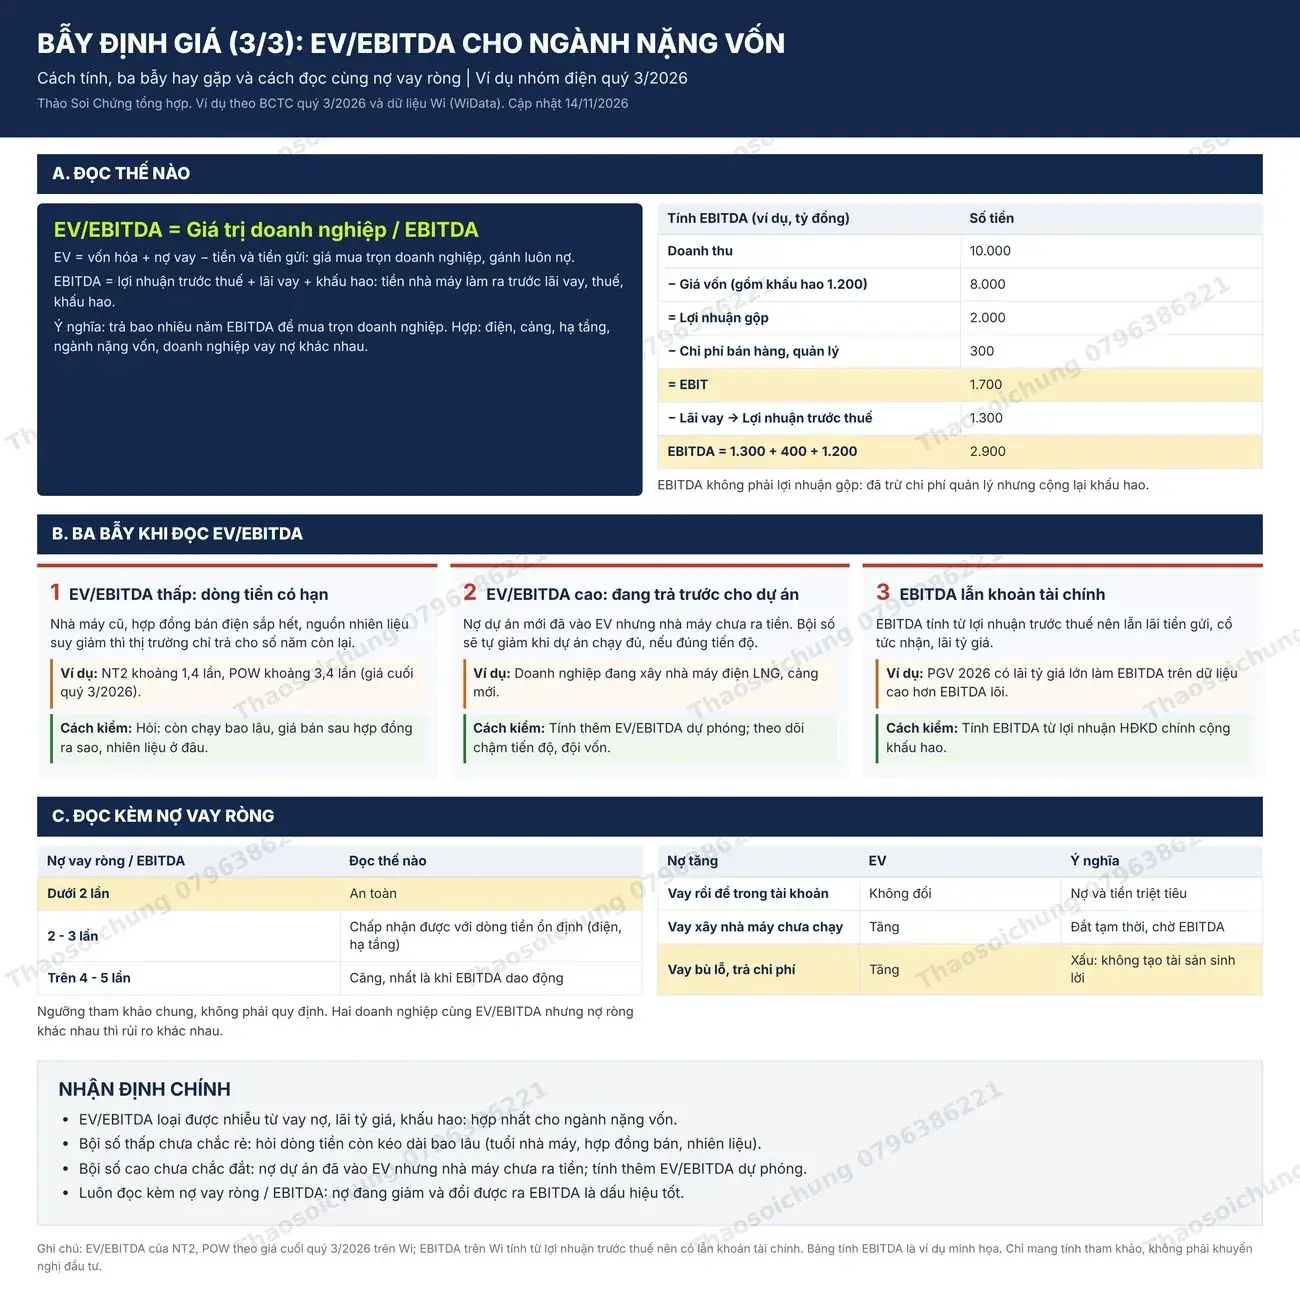 BẪY ĐỊNH GIÁ (3/3): EV/EBITDA CHO NGÀNH NẶNG VỐN
Cách tính, ba bẫy hay gặp và cách đọc cùng nợ vay ròng | Ví dụ nhóm điện quý 3/2026
Thảo Soi Chứng tổng hợp. Ví dụ theo BCTC quý 3/2026 và dữ liệu Wi (WiData). Cập nhật 14/11/2026
A. ĐỌC THẾ NÀO
EV/EBITDA = Giá trị doanh nghiệp / EBITDA
EV = vốn hóa + nợ vay − tiền và tiền gửi: giá mua trọn doanh nghiệp, gánh luôn nợ.
EBITDA = lợi nhuận trước thuế + lãi vay + khấu hao: tiền nhà máy làm ra trước lãi vay, thuế,
khấu hao.
Ý nghĩa: trả bao nhiêu năm EBITDA để mua trọn doanh nghiệp. Hợp: điện, cảng, hạ tầng,
ngành nặng vốn, doanh nghiệp vay nợ khác nhau.
Tính EBITDA (ví dụ, tỷ đồng) Số tiền
Doanh thu 10.000
− Giá vốn (gồm khấu hao 1.200) 8.000
= Lợi nhuận gộp 2.000
− Chi phí bán hàng, quản lý 300
= EBIT 1.700
− Lãi vay → Lợi nhuận trước thuế 1.300
EBITDA = 1.300 + 400 + 1.200 2.900
EBITDA không phải lợi nhuận gộp: đã trừ chi phí quản lý nhưng cộng lại khấu hao.
B. BA BẪY KHI ĐỌC EV/EBITDA
1 EV/EBITDA thấp: dòng tiền có hạn
Nhà máy cũ, hợp đồng bán điện sắp hết, nguồn nhiên liệu
suy giảm thì thị trường chỉ trả cho số năm còn lại.
Ví dụ: NT2 khoảng 1,4 lần, POW khoảng 3,4 lần (giá cuối
quý 3/2026).
Cách kiểm: Hỏi: còn chạy bao lâu, giá bán sau hợp đồng
ra sao, nhiên liệu ở đâu.
2 EV/EBITDA cao: đang trả trước cho dự án
Nợ dự án mới đã vào EV nhưng nhà máy chưa ra tiền. Bội số
sẽ tự giảm khi dự án chạy đủ, nếu đúng tiến độ.
Ví dụ: Doanh nghiệp đang xây nhà máy điện LNG, cảng
mới.
Cách kiểm: Tính thêm EV/EBITDA dự phóng; theo dõi
chậm tiến độ, đội vốn.
3 EBITDA lẫn khoản tài chính
EBITDA tính từ lợi nhuận trước thuế nên lẫn lãi tiền gửi, cổ
tức nhận, lãi tỷ giá.
Ví dụ: PGV 2026 có lãi tỷ giá lớn làm EBITDA trên dữ liệu
cao hơn EBITDA lõi.
Cách kiểm: Tính EBITDA từ lợi nhuận HĐKD chính cộng
khấu hao.
C. ĐỌC KÈM NỢ VAY RÒNG
Nợ vay ròng / EBITDA Đọc thế nào
Dưới 2 lần An toàn
2 - 3 lần Chấp nhận được với dòng tiền ổn định (điện,
hạ tầng)
Trên 4 - 5 lần Căng, nhất là khi EBITDA dao động
Ngưỡng tham khảo chung, không phải quy định. Hai doanh nghiệp cùng EV/EBITDA nhưng nợ ròng
khác nhau thì rủi ro khác nhau.
Nợ tăng EV Ý nghĩa
Vay rồi để trong tài khoản Không đổi Nợ và tiền triệt tiêu
Vay xây nhà máy chưa chạy Tăng Đắt tạm thời, chờ EBITDA
Vay bù lỗ, trả chi phí Tăng Xấu: không tạo tài sản sinh
lời
NHẬN ĐỊNH CHÍNH
• EV/EBITDA loại được nhiễu từ vay nợ, lãi tỷ giá, khấu hao: hợp nhất cho ngành nặng vốn.
• Bội số thấp chưa chắc rẻ: hỏi dòng tiền còn kéo dài bao lâu (tuổi nhà máy, hợp đồng bán, nhiên liệu).
• Bội số cao chưa chắc đắt: nợ dự án đã vào EV nhưng nhà máy chưa ra tiền; tính thêm EV/EBITDA dự phóng.
• Luôn đọc kèm nợ vay ròng / EBITDA: nợ đang giảm và đổi được ra EBITDA là dấu hiệu tốt.
Ghi chú: EV/EBITDA của NT2, POW theo giá cuối quý 3/2026 trên Wi; EBITDA trên Wi tính từ lợi nhuận trước thuế nên có lẫn khoản tài chính. Bảng tính EBITDA là ví dụ minh họa. Chỉ mang tính tham khảo, không phải khuyến
nghị đầu tư.
Thaosoichung 0796386221